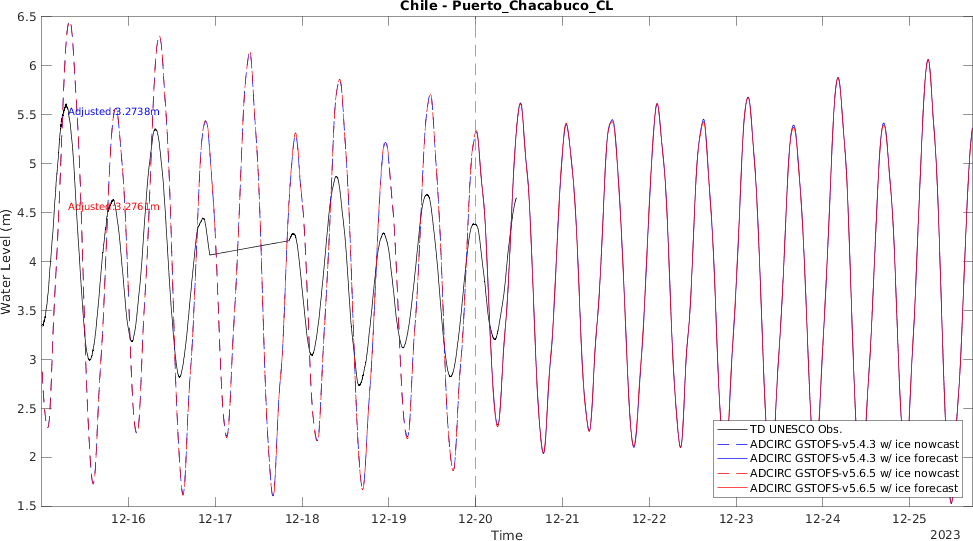 Chile - Puerto_Chacabuco_CL
6.5
6
5.5
5
4.5
4
3.5
3
2.5
2
1.5
Water Level (m)
Adjusted:3.2738m
Adjusted:3.2761m
TD UNESCO Obs.
ADCIRC GSTOFS-v5.4.3 w/ ice nowcast
ADCIRC GSTOFS-v5.4.3 w/ ice forecast
ADCIRC GSTOFS-v5.6.5 w/ ice nowcast
ADCIRC GSTOFS-v5.6.5 w/ ice forecast
12-16 12-17 12-18 12-19 12-20 12-21 12-22 12-23 12-24 12-25
Time
2023